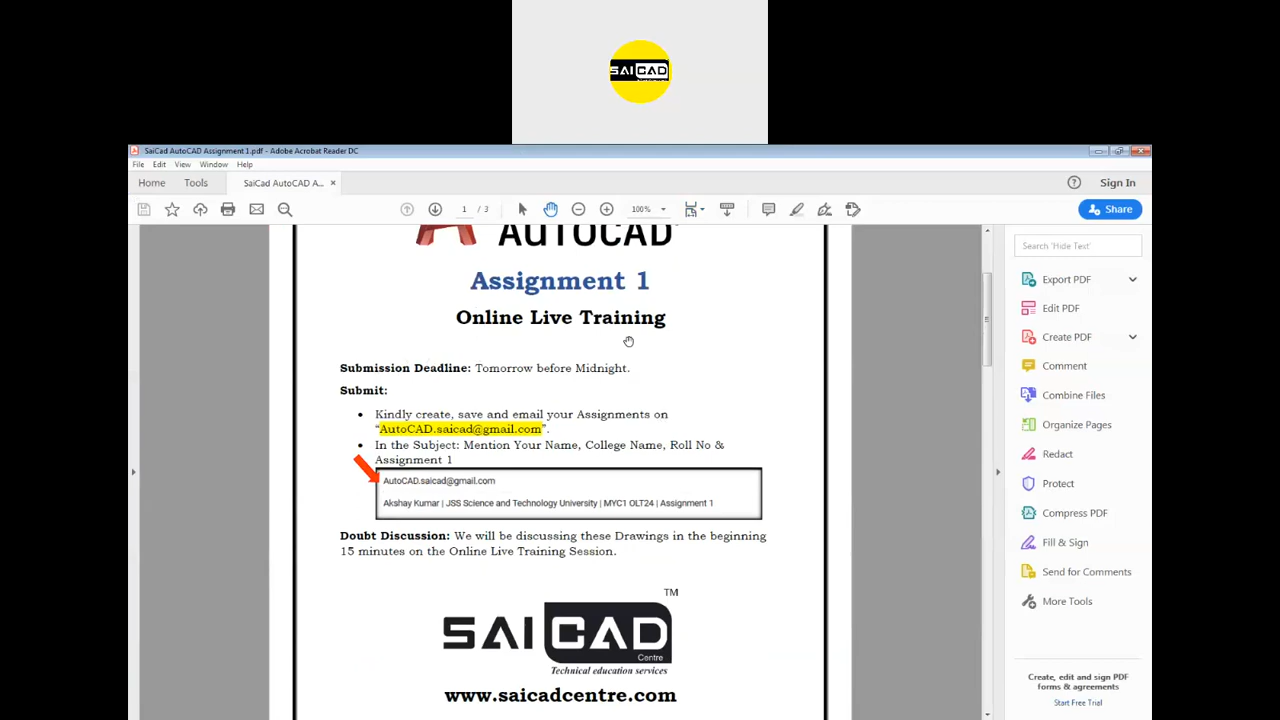 SAICAD
SaiCad AutoCAD Assignment 1.pdf - Adobe Acrobat Reader DC
File Edit View Window Help
Home Tools SaiCad AutoCAD A... × Sign In
1 / 3 100% Share
AUTOCAD
Search 'Hide Text'
Assignment 1
Export PDF
Online Live Training
Edit PDF
Create PDF
Submission Deadline: Tomorrow before Midnight.
Comment
Submit:
Combine Files
• Kindly create, save and email your Assignments on
"AutoCAD.saicad@gmail.com".
Organize Pages
• In the Subject: Mention Your Name, College Name, Roll No &
Assignment 1
Redact
AutoCAD.saicad@gmail.com
Protect
Akshay Kumar | JSS Science and Technology University | MYC1 OLT24 | Assignment 1
Compress PDF
Doubt Discussion: We will be discussing these Drawings in the beginning
15 minutes on the Online Live Training Session.
Fill & Sign
Send for Comments
More Tools
TM
SAICAD
Centre
Technical education services
www.saicadcentre.com
Create, edit and sign PDF
forms & agreements
Start Free Trial